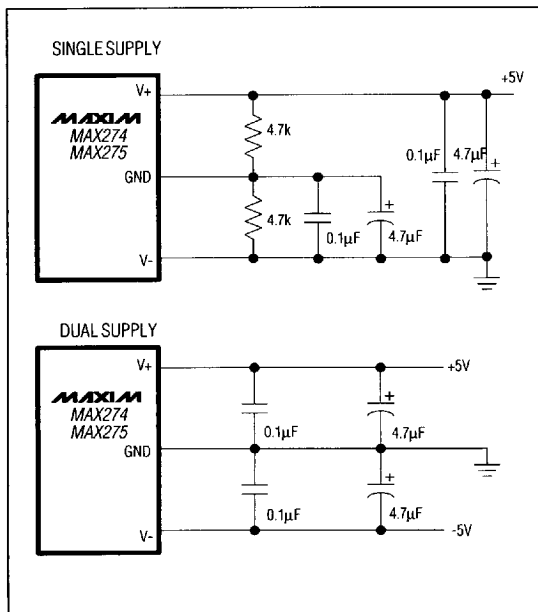 SINGLE SUPPLY
V+
+5V
MAXIM
MAX274
MAX275
4.7k
0.1µF
4.7µF
+
GND
4.7k
+
0.1µF
4.7µF
V-
DUAL SUPPLY
V+
+5V
MAXIM
MAX274
MAX275
+
0.1µF
4.7µF
GND
+
0.1µF
4.7µF
V-
-5V